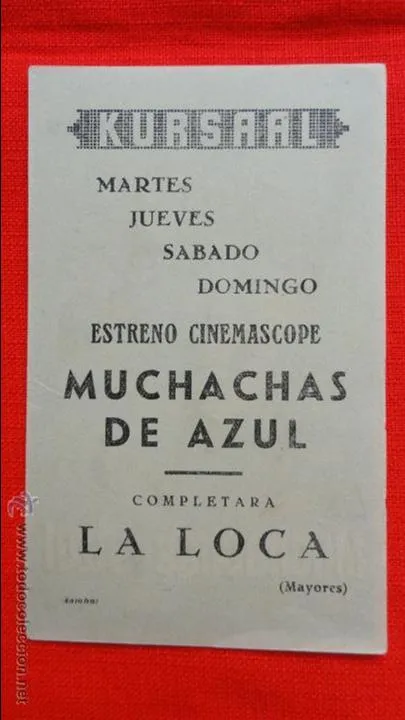 KURSAAL
MARTES
JUEVES
SABADO
DOMINGO
ESTRENO CINEMASCOPE
MUCHACHAS
DE AZUL
COMPLETARA
LA LOCA
(Mayores)
© www.todocoleccion.net